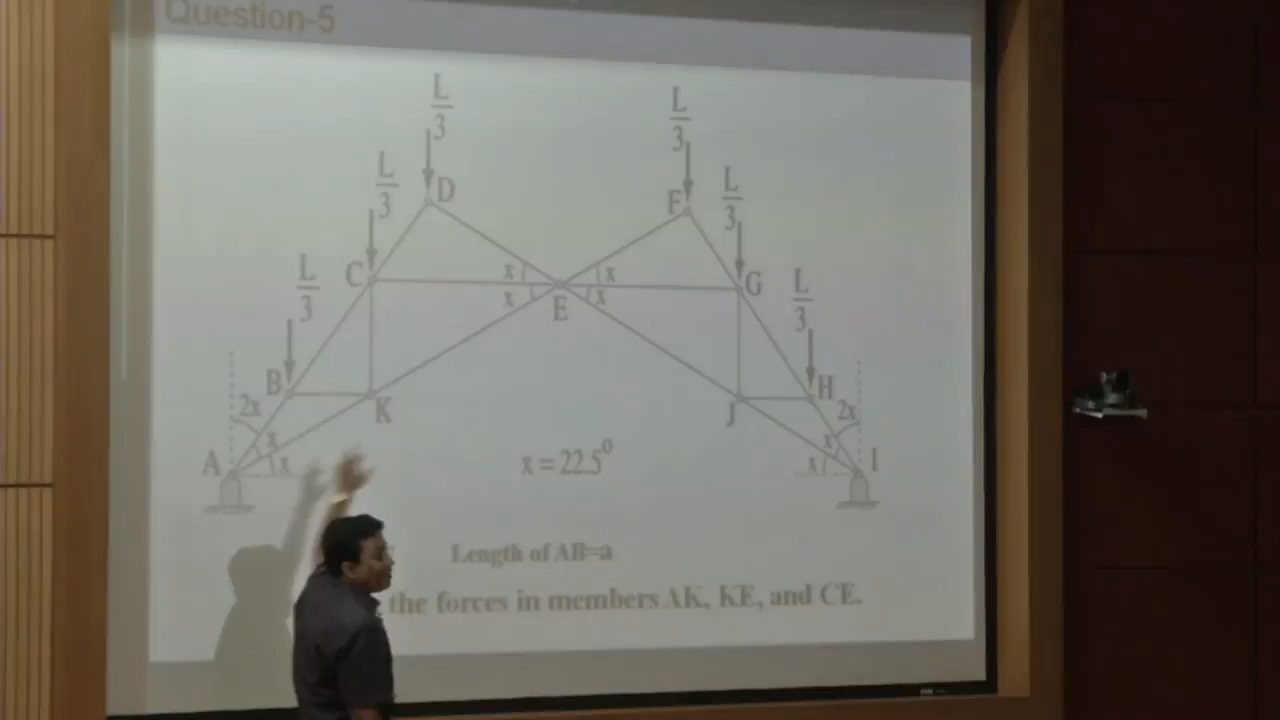 Question-5
L
3
L
3
L
3
L
3
L
3
L
3
D
F
C
G
E
x
x
x
x
B
H
K
J
2x
2x
x
x
x
x
A
I
x = 22.5⁰
Length of AB=a
the forces in members AK, KE, and CE.